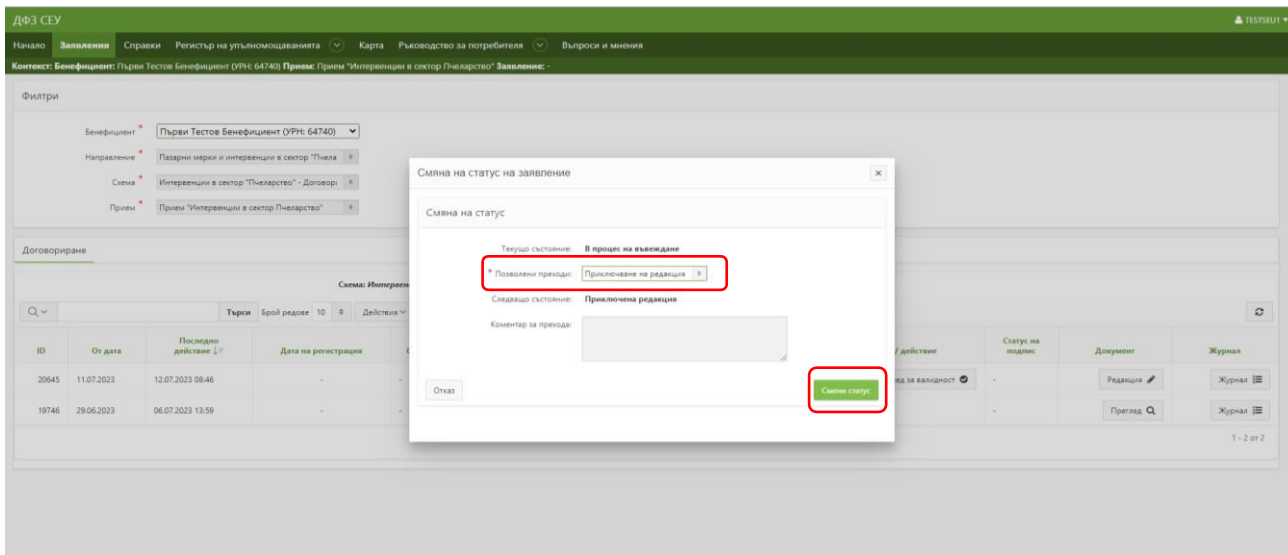 ДФЗ СЕУ
TESTSEU1
Начало Заявления Справки Регистър на упълномощаванията Карта Ръководство за потребителя Въпроси и мнения
Контекст: Бенефициент: Първи Тестов Бенефициент (УРН: 64740) Прием: Прием "Интервенции в сектор Пчеларство" Заявление: -
Филтри
Бенефициент * Първи Тестов Бенефициент (УРН: 64740)
Направление * Пазарни мерки и интервенции в сектор "Пчела
Схема * Интервенции в сектор "Пчеларство" - Договор
Прием * Прием "Интервенции в сектор Пчеларство"
Смяна на статус на заявление
Смяна на статус
Текущо състояние: В процес на въвеждане
* Позволени преходи: Приключване на редакция
Следващо състояние: Приключена редакция
Коментар за прехода:
Отказ
Смени статус
Договориране
Схема:
Търси Брой редове 10 Действия
ID От дата Последно действие Дата на регистрация / действие Статус на подпис Документ Журнал
20645 11.07.2023 12.07.2023 08:46 - - за валидност - Редакция Журнал
19746 29.06.2023 06.07.2023 13:59 - - - Преглед Журнал
1 - 2 от 2